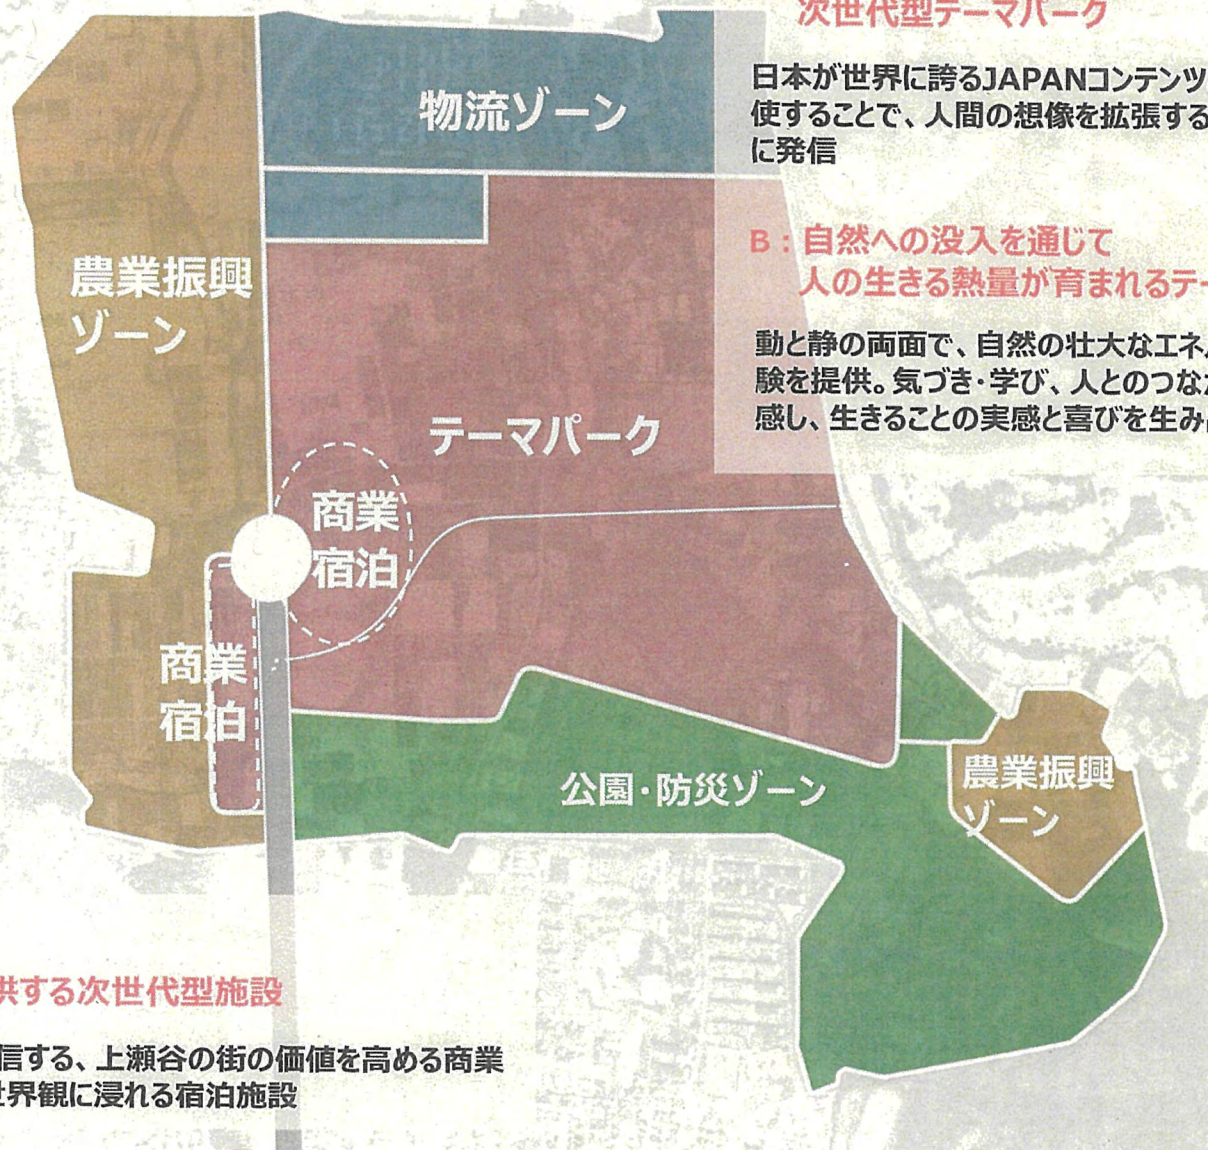 次世代型テーマパーク
日本が世界に誇るJAPANコンテンツ
使することで、人間の想像を拡張する
に発信
物流ゾーン
B：自然への没入を通じて
人の生きる熱量が育まれるテー
農業振興
ゾーン
動と静の両面で、自然の壮大なエネル
験を提供。気づき・学び、人とのつなが
感し、生きることの実感と喜びを生み
テーマパーク
商業
宿泊
商業
宿泊
公園・防災ゾーン
農業振興
ゾーン
供する次世代型施設
信する、上瀬谷の街の価値を高める商業
世界観に浸れる宿泊施設